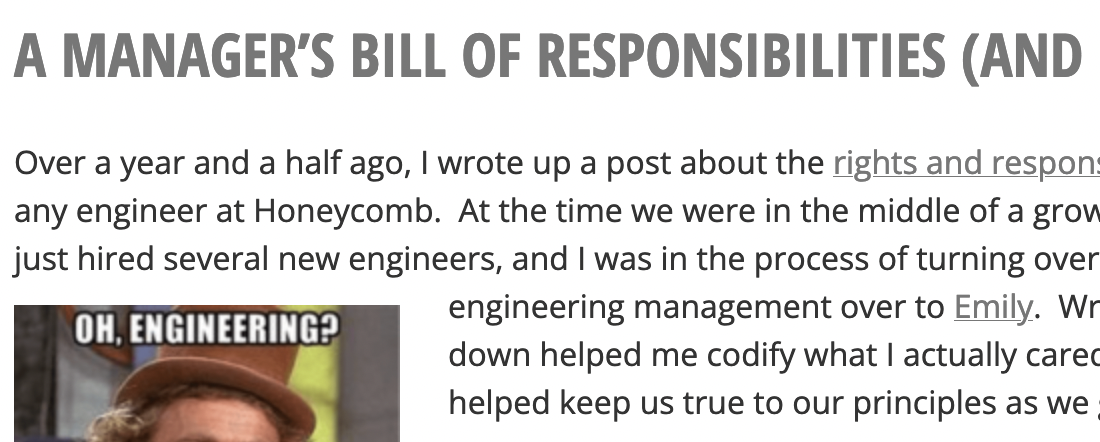 A MANAGER’S BILL OF RESPONSIBILITIES (AND
Over a year and a half ago, I wrote up a post about the rights and respons
any engineer at Honeycomb.  At the time we were in the middle of a grow
just hired several new engineers, and I was in the process of turning over
engineering management over to Emily.  Wr
OH, ENGINEERING?
down helped me codify what I actually cared
helped keep us true to our principles as we